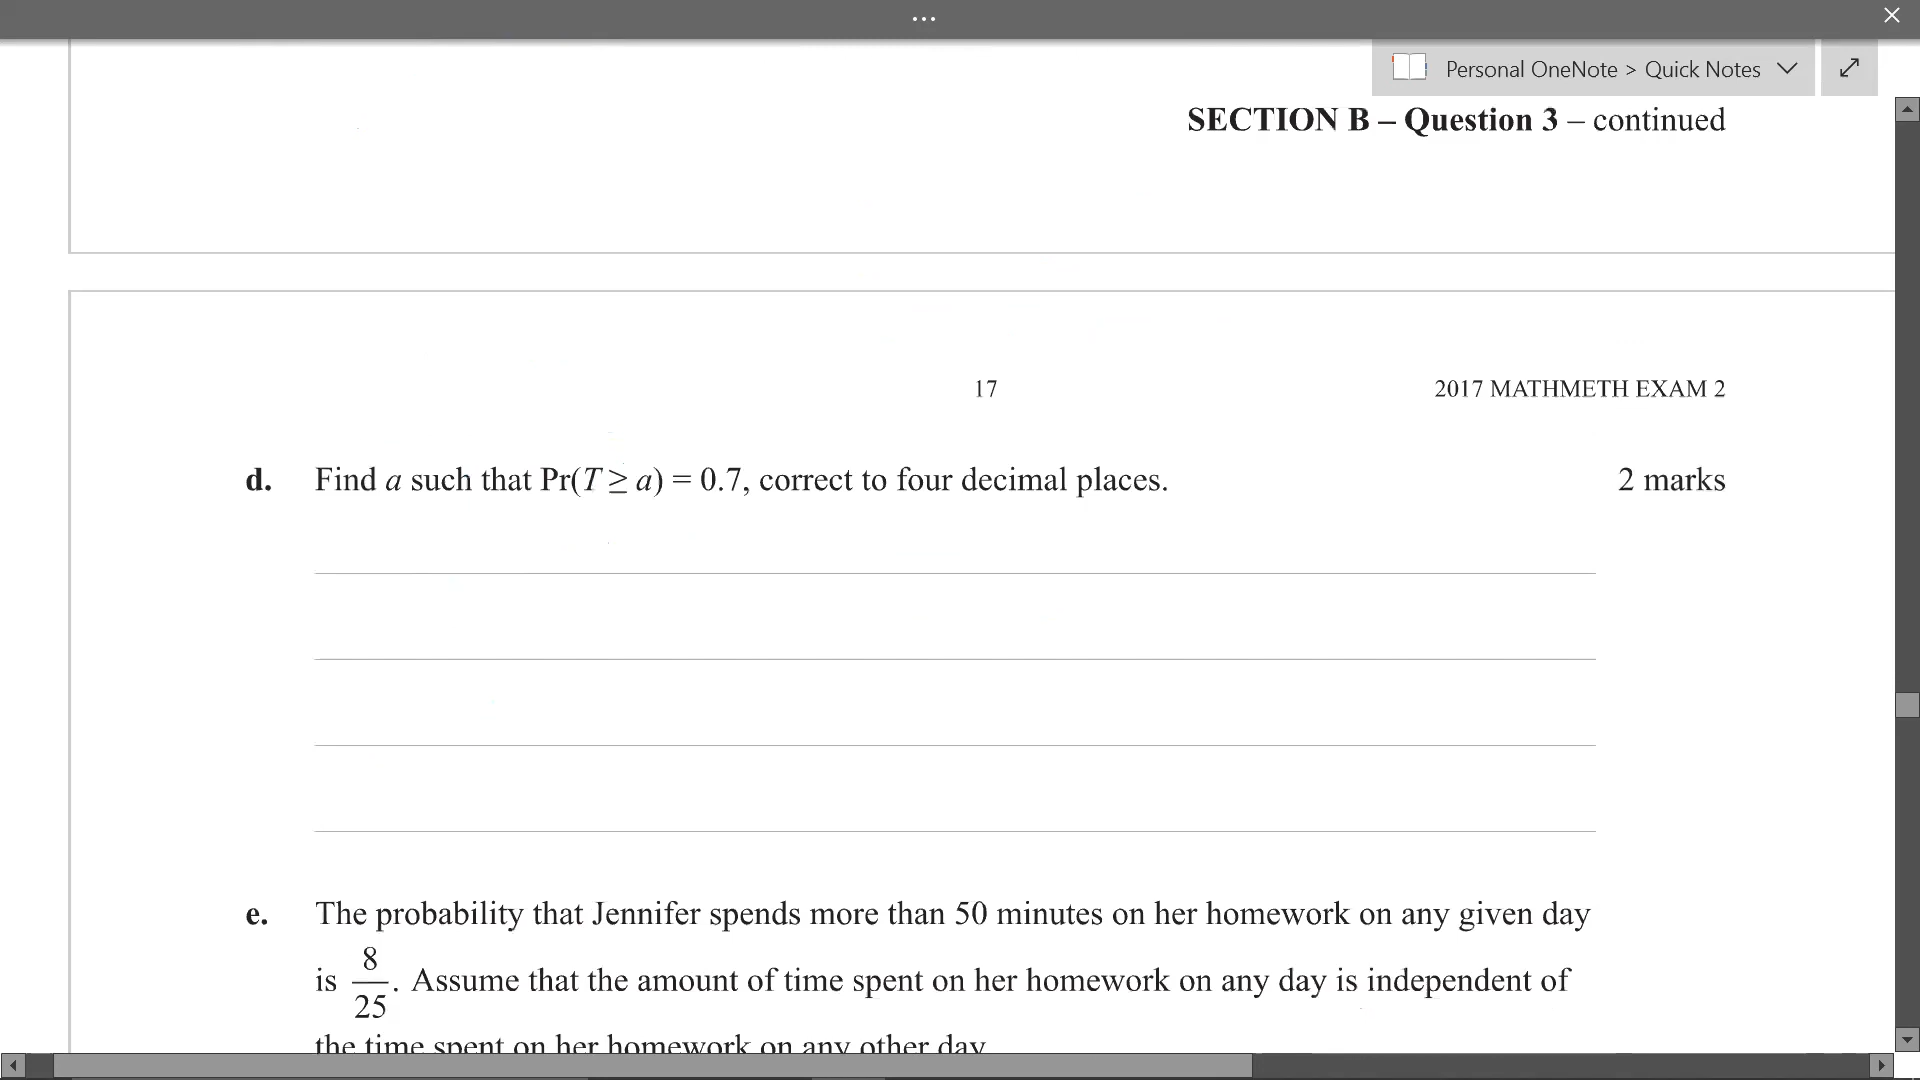 ...
Personal OneNote > Quick Notes
SECTION B – Question 3 – continued
17 2017 MATHMETH EXAM 2
d. Find a such that Pr(T ≥ a) = 0.7, correct to four decimal places. 2 marks
e. The probability that Jennifer spends more than 50 minutes on her homework on any given day
is 8/25. Assume that the amount of time spent on her homework on any day is independent of
the time spent on her homework on any other day